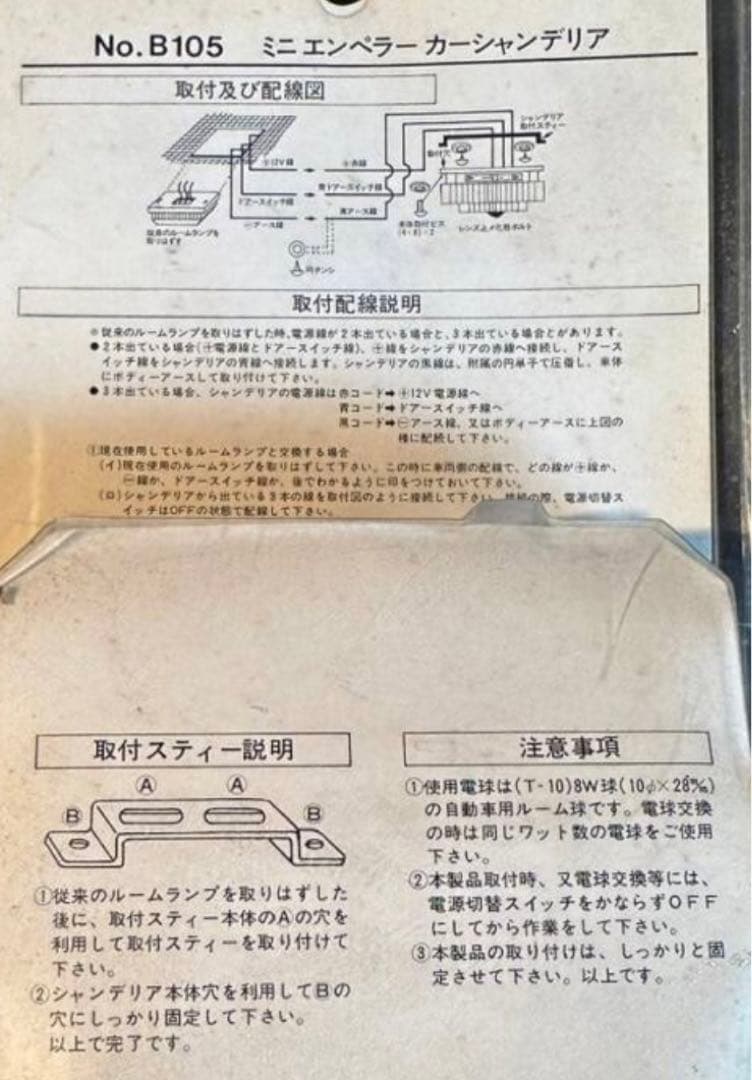 No.B105 ミニエンペラー カーシャンデリア
取付及び配線図
シャンデリア
取付スティー
取付穴
⊕12V線
⊕赤線
ドアースイッチ線
青ドアースイッチ線
⊖アース線
黒アース線
従来のルームランプを
取りはずす
本体取付ビス
(4×8)-2
レンズ止メ化粧ボルト
取付配線説明
※従来のルームランプを取りはずした時、電源線が2本出ている場合と、3本出ている場合とがあります。
●2本出ている場合(⊕電源線とドアースイッチ線)、⊕線をシャンデリアの赤線へ接続し、ドアース
イッチ線をシャンデリアの青線へ接続します。シャンデリアの黒線は、附属の円単子で圧着し、車体
にボディーアースして取り付けて下さい。
●3本出ている場合、シャンデリアの電源線は赤コード➡⊕12V電源線へ
青コード➡ドアースイッチ線へ
黒コード➡⊖アース線、又はボディーアースに上図の
様に配続して下さい。
①現在使用しているルームランプと交換する場合
(イ)現在使用のルームランプを取りはずして下さい。この時に車両側の配線で、どの線が⊕線か、
⊖線か、ドアースイッチ線か、後でわかるように印をつけておいて下さい。
(ロ)シャンデリアから出ている3本の線を取付図のように接続して下さい。接続の際、電源切替ス
イッチはOFFの状態で配線して下さい。
取付スティー説明
Ⓐ Ⓐ
Ⓑ Ⓑ
①従来のルームランプを取りはずした
後に、取付スティー本体のⒶの穴を
利用して取付スティーを取り付けて
下さい。
②シャンデリア本体穴を利用してⒷの
穴にしっかり固定して下さい。
以上で完了です。
注意事項
①使用電球は(T-10)8W球(10φ×28㎜)
の自動車用ルーム球です。電球交換
の時は同じワット数の電球をご使用
下さい。
②本製品取付時、又電球交換等には、
電源切替スイッチをかならずOFF
にしてから作業をして下さい。
③本製品の取り付けは、しっかりと固
定させて下さい。以上です。